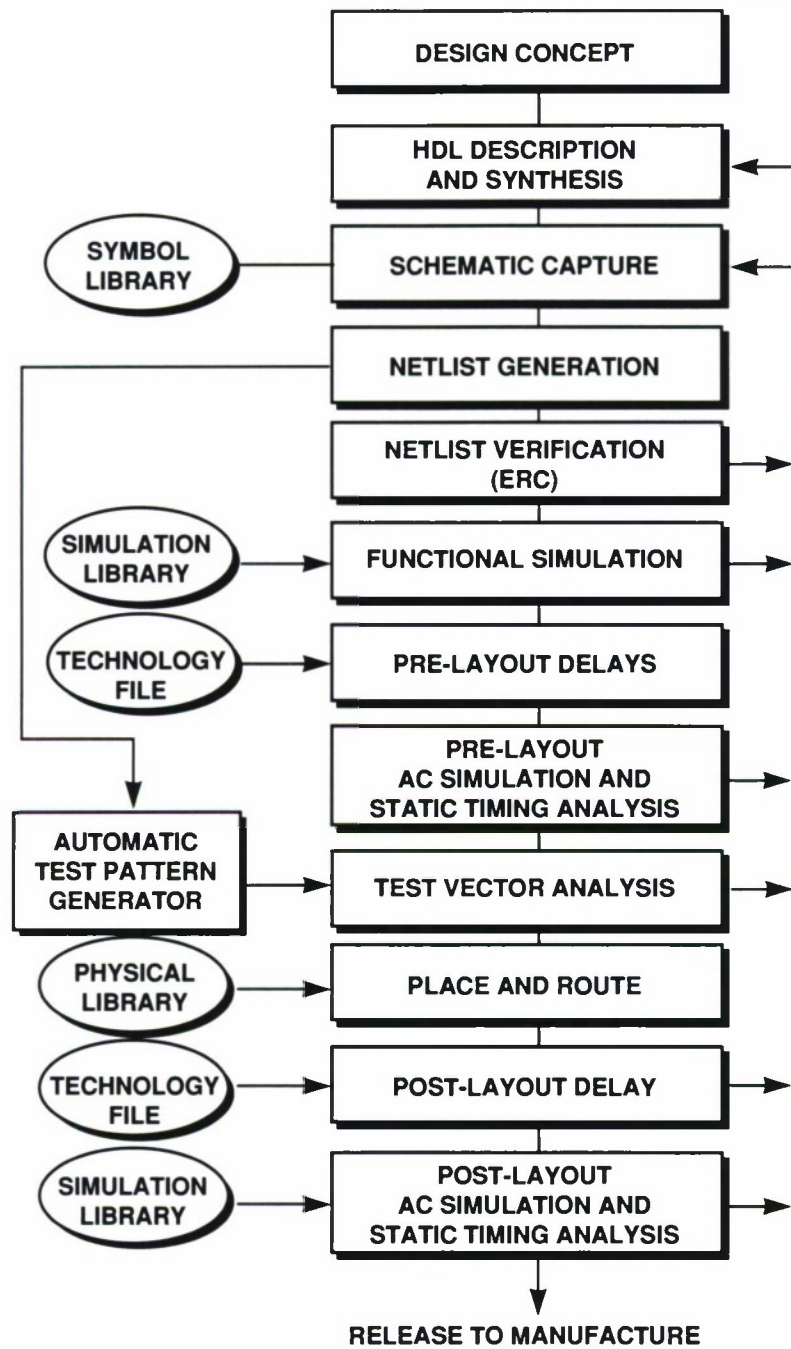 DESIGN CONCEPT
HDL DESCRIPTION
AND SYNTHESIS
SYMBOL
LIBRARY
SCHEMATIC CAPTURE
NETLIST GENERATION
NETLIST VERIFICATION
(ERC)
SIMULATION
LIBRARY
FUNCTIONAL SIMULATION
TECHNOLOGY
FILE
PRE-LAYOUT DELAYS
PRE-LAYOUT
AC SIMULATION AND
STATIC TIMING ANALYSIS
AUTOMATIC
TEST PATTERN
GENERATOR
TEST VECTOR ANALYSIS
PHYSICAL
LIBRARY
PLACE AND ROUTE
TECHNOLOGY
FILE
POST-LAYOUT DELAY
SIMULATION
LIBRARY
POST-LAYOUT
AC SIMULATION AND
STATIC TIMING ANALYSIS
RELEASE TO MANUFACTURE